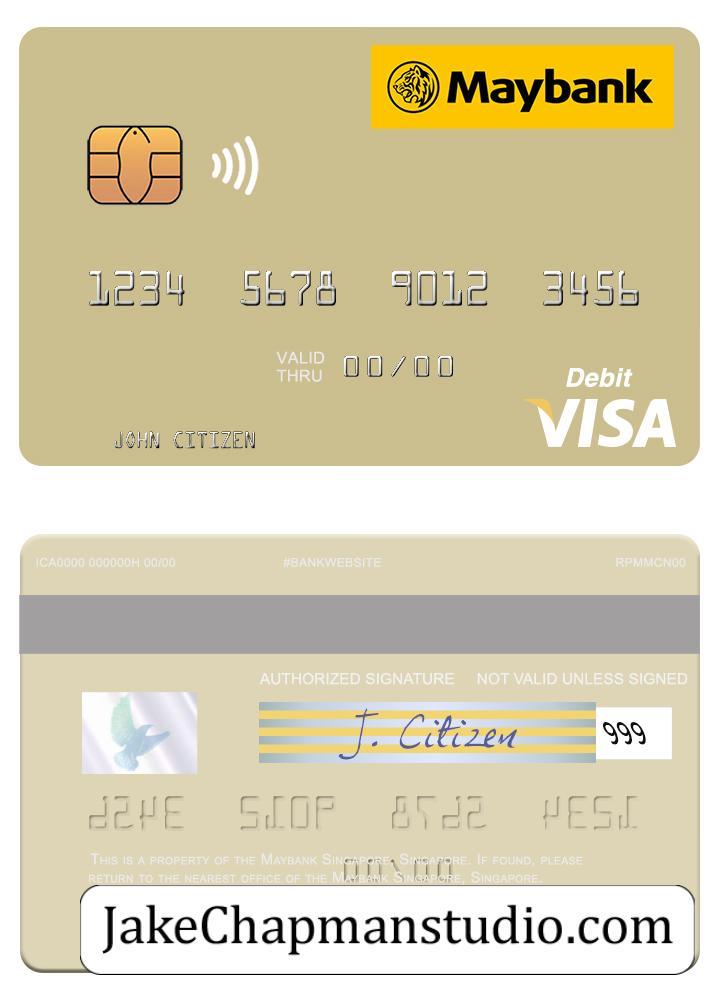 Maybank
1234 5678 9012 3456
VALID THRU 00/00
Debit
VISA
JOHN CITIZEN
ICA0000 000000H 00/00 #BANKWEBSITE RPMMCN00
AUTHORIZED SIGNATURE NOT VALID UNLESS SIGNED
J. Citizen 999
THIS IS A PROPERTY OF THE MAYBANK SINGAPORE, SINGAPORE. IF FOUND, PLEASE
RETURN TO THE NEAREST OFFICE OF THE MAYBANK SINGAPORE, SINGAPORE.
JakeChapmanstudio.com